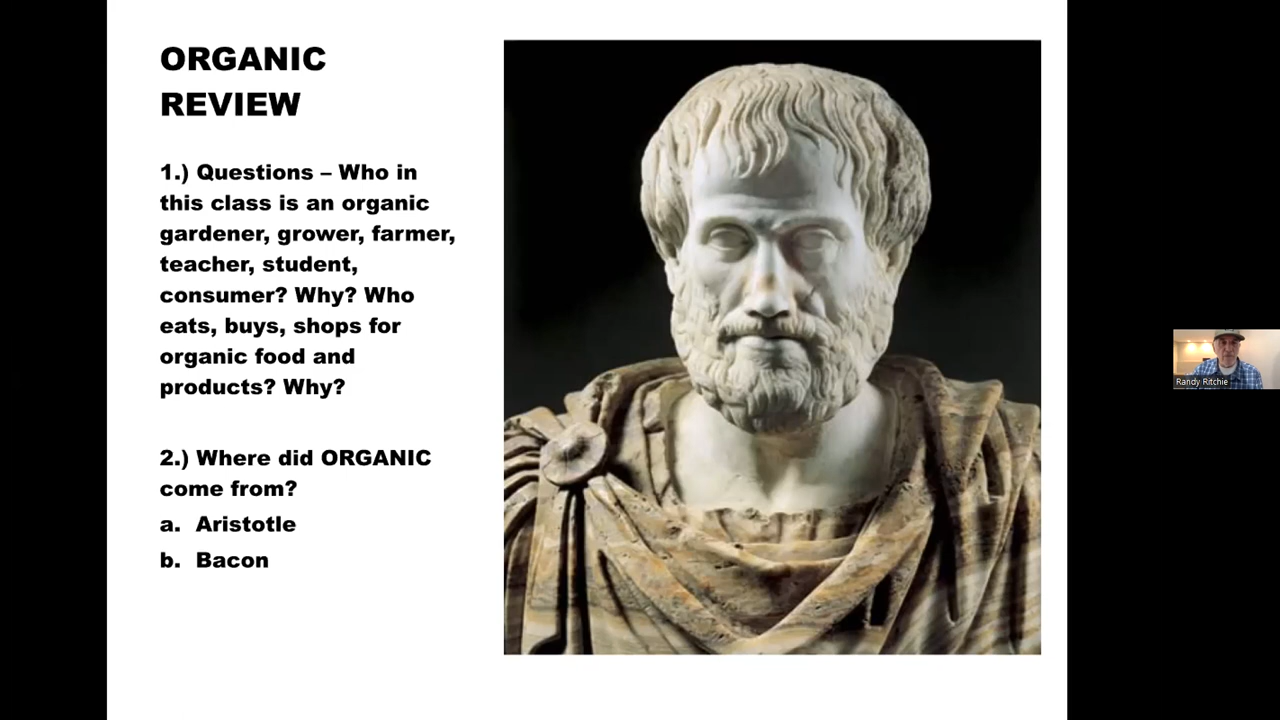 ORGANIC
REVIEW
1.) Questions – Who in
this class is an organic
gardener, grower, farmer,
teacher, student,
consumer? Why? Who
eats, buys, shops for
organic food and
products? Why?
2.) Where did ORGANIC
come from?
a. Aristotle
b. Bacon
Randy Ritchie